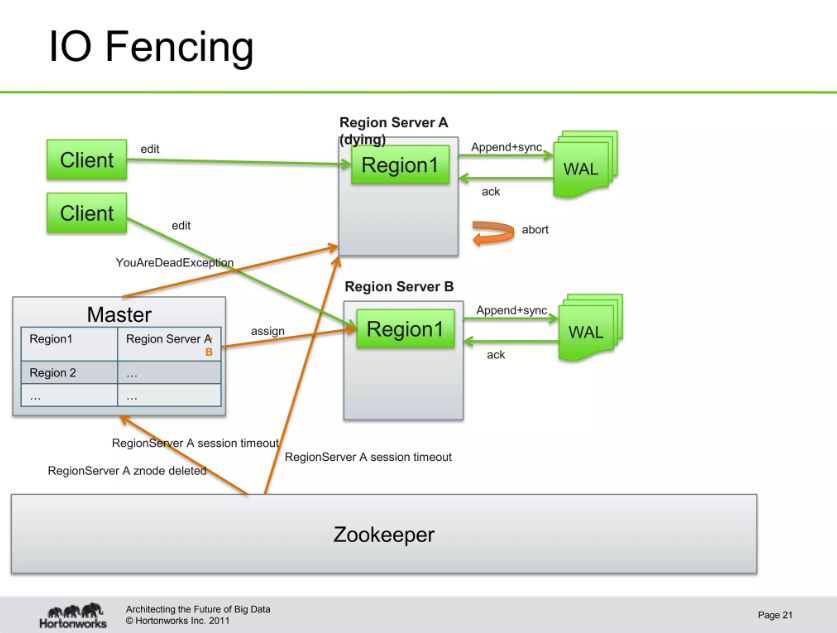 IO Fencing
Region Server A
(dying)
Client
edit
Region1
Append+sync
WAL
ack
Client
edit
abort
YouAreDeadException
Region Server B
Master
Region1
Append+sync
WAL
assign
ack
Region1 Region Server A
B
Region 2 ...
... ...
RegionServer A session timeout
RegionServer A session timeout
RegionServer A znode deleted
Zookeeper
Hortonworks
Architecting the Future of Big Data
© Hortonworks Inc. 2011
Page 21